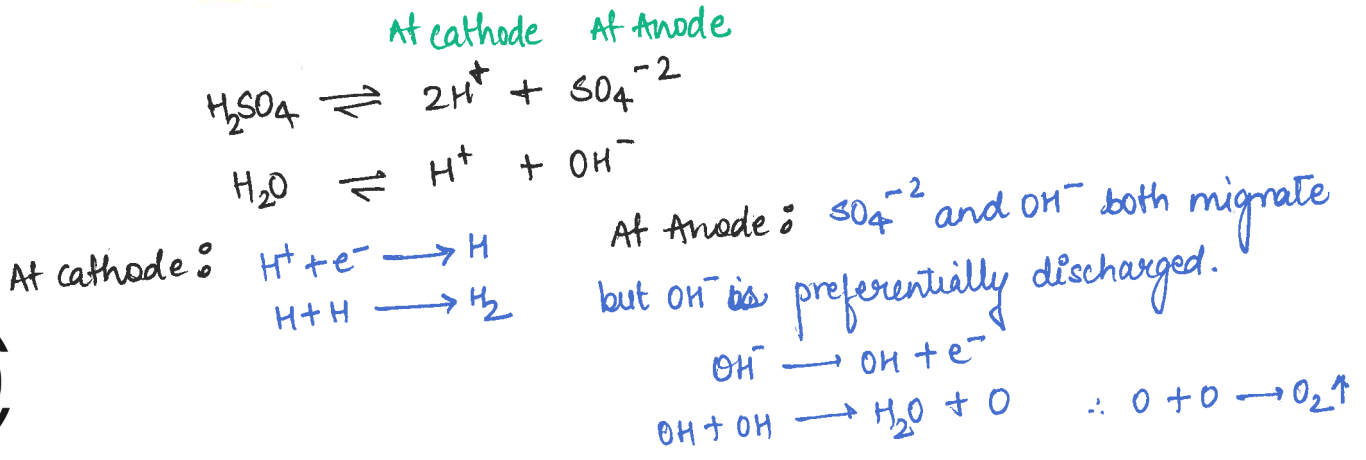 At cathode At Anode
H₂SO₄ ⇌ 2H⁺ + SO₄⁻²
H₂O ⇌ H⁺ + OH⁻
At cathode : H⁺ + e⁻ ⟶ H
H + H ⟶ H₂
At Anode : SO₄⁻² and OH⁻ both migrate
but OH⁻ is preferentially discharged.
OH⁻ ⟶ OH + e⁻
OH + OH ⟶ H₂O + O ∴ O + O ⟶ O₂↑